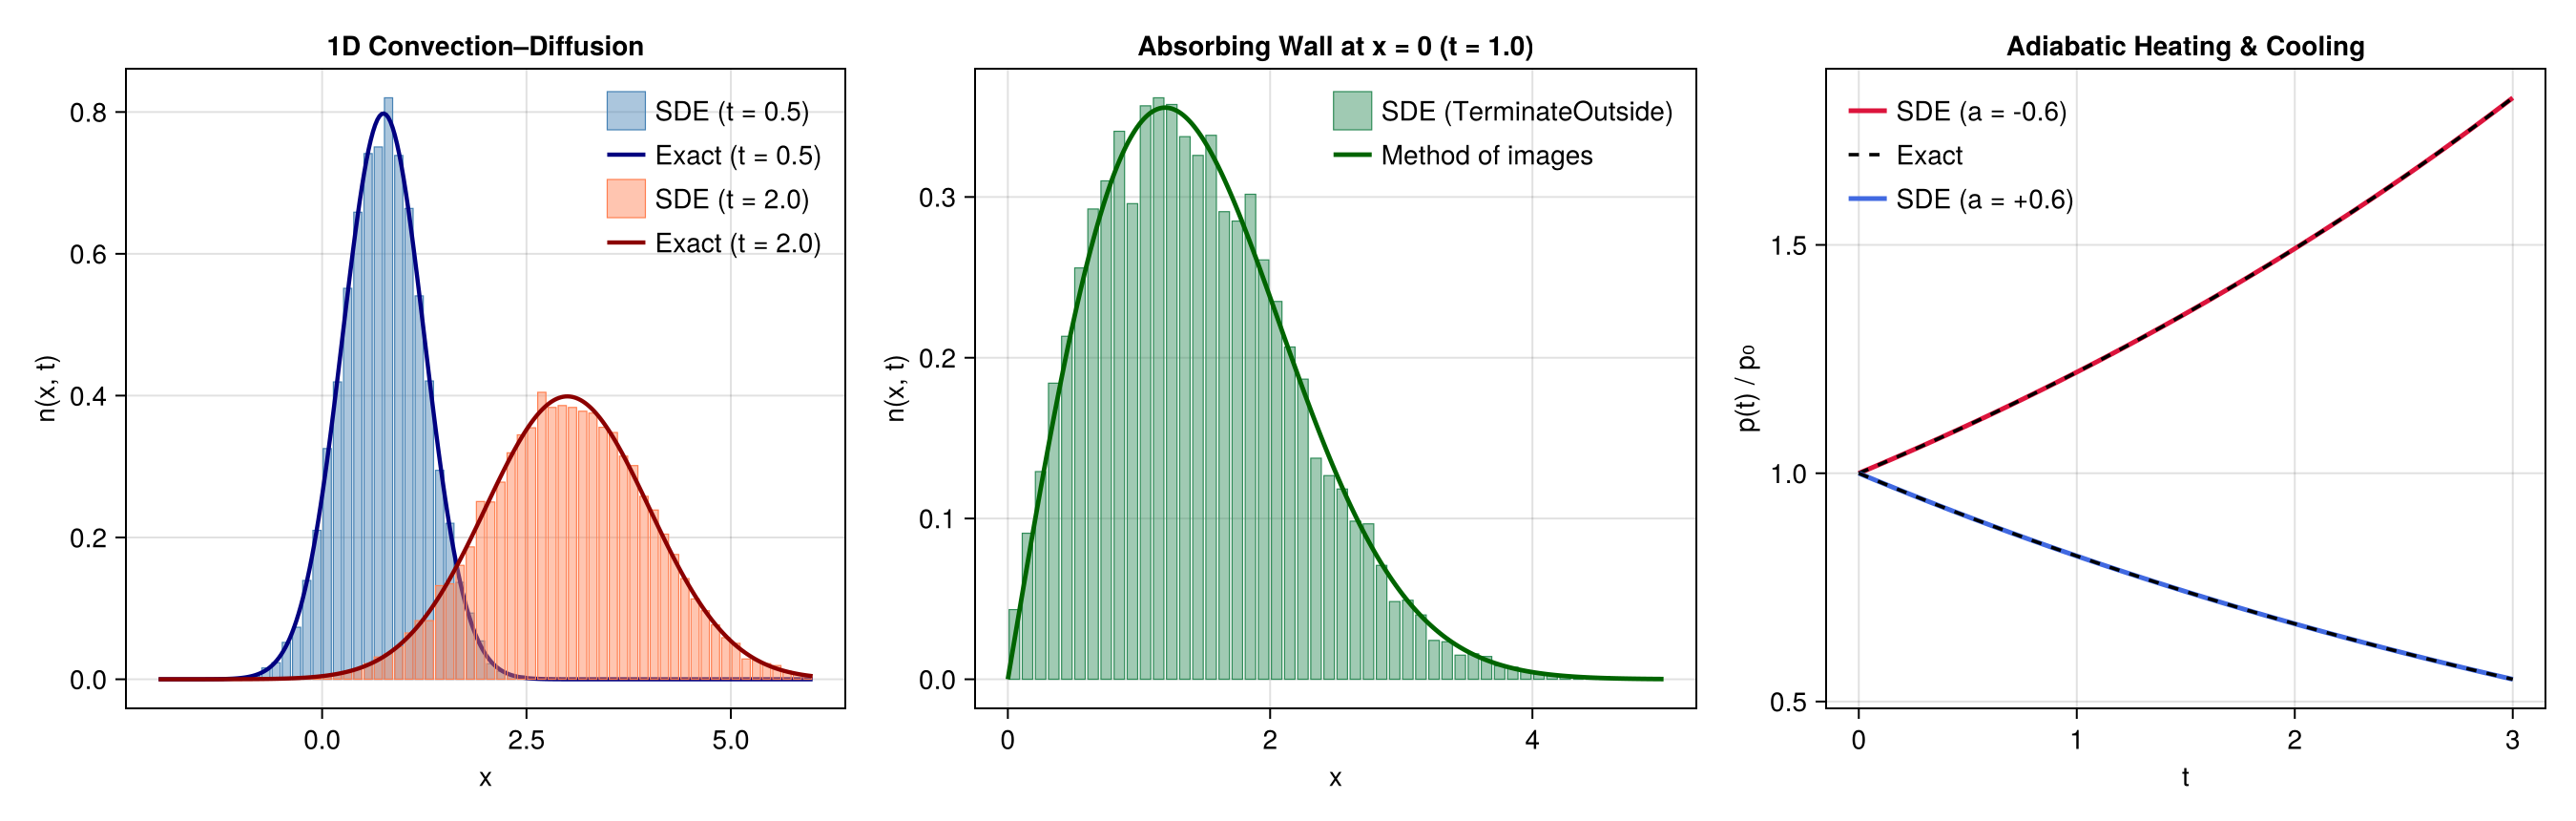 1D Convection–Diffusion
n(x, t)
0.8
0.6
0.4
0.2
0.0
SDE (t = 0.5)
Exact (t = 0.5)
SDE (t = 2.0)
Exact (t = 2.0)
0.0 2.5 5.0
x
Absorbing Wall at x = 0 (t = 1.0)
n(x, t)
0.3
0.2
0.1
0.0
SDE (TerminateOutside)
Method of images
0 2 4
x
Adiabatic Heating & Cooling
p(t) / p₀
1.5
1.0
0.5
SDE (a = -0.6)
Exact
SDE (a = +0.6)
0 1 2 3
t